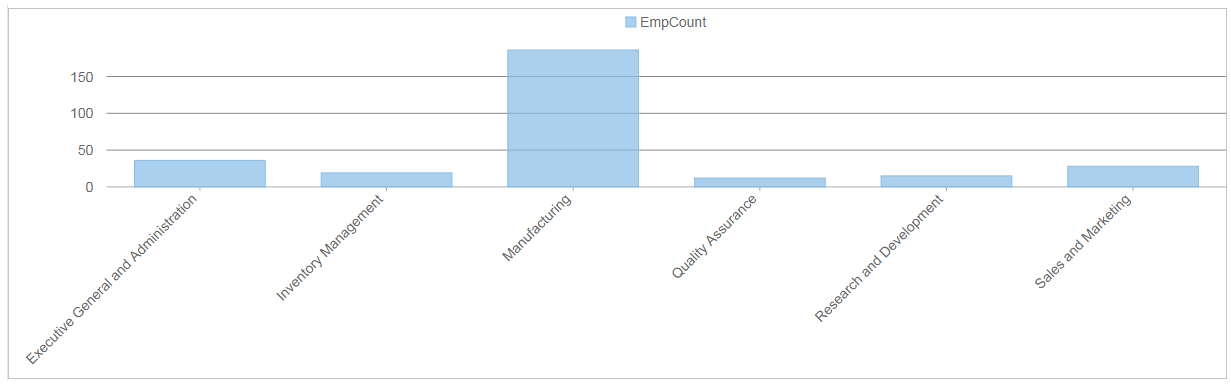 EmpCount
150
100
50
0
Executive General and Administration
Inventory Management
Manufacturing
Quality Assurance
Research and Development
Sales and Marketing